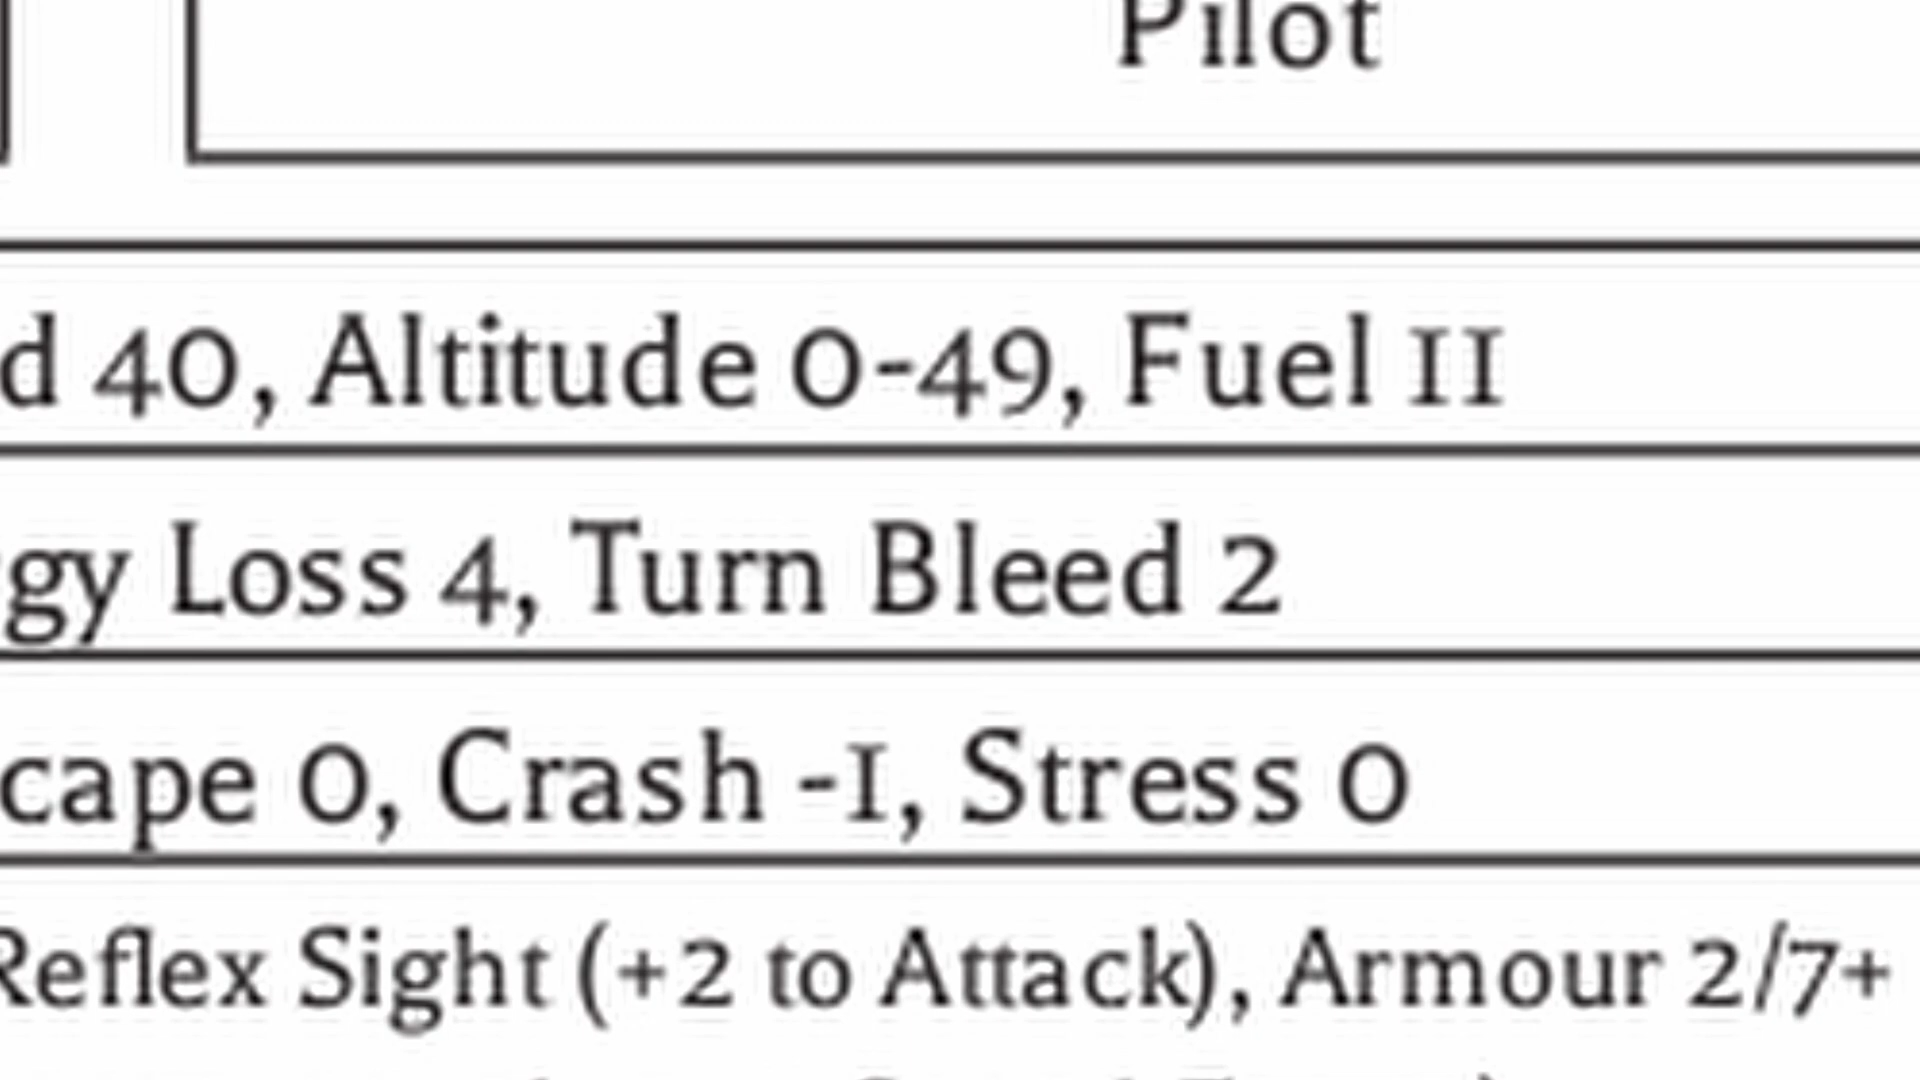 Pilot
d 40, Altitude 0-49, Fuel 11
gy Loss 4, Turn Bleed 2
cape 0, Crash -1, Stress 0
Reflex Sight (+2 to Attack), Armour 2/7+